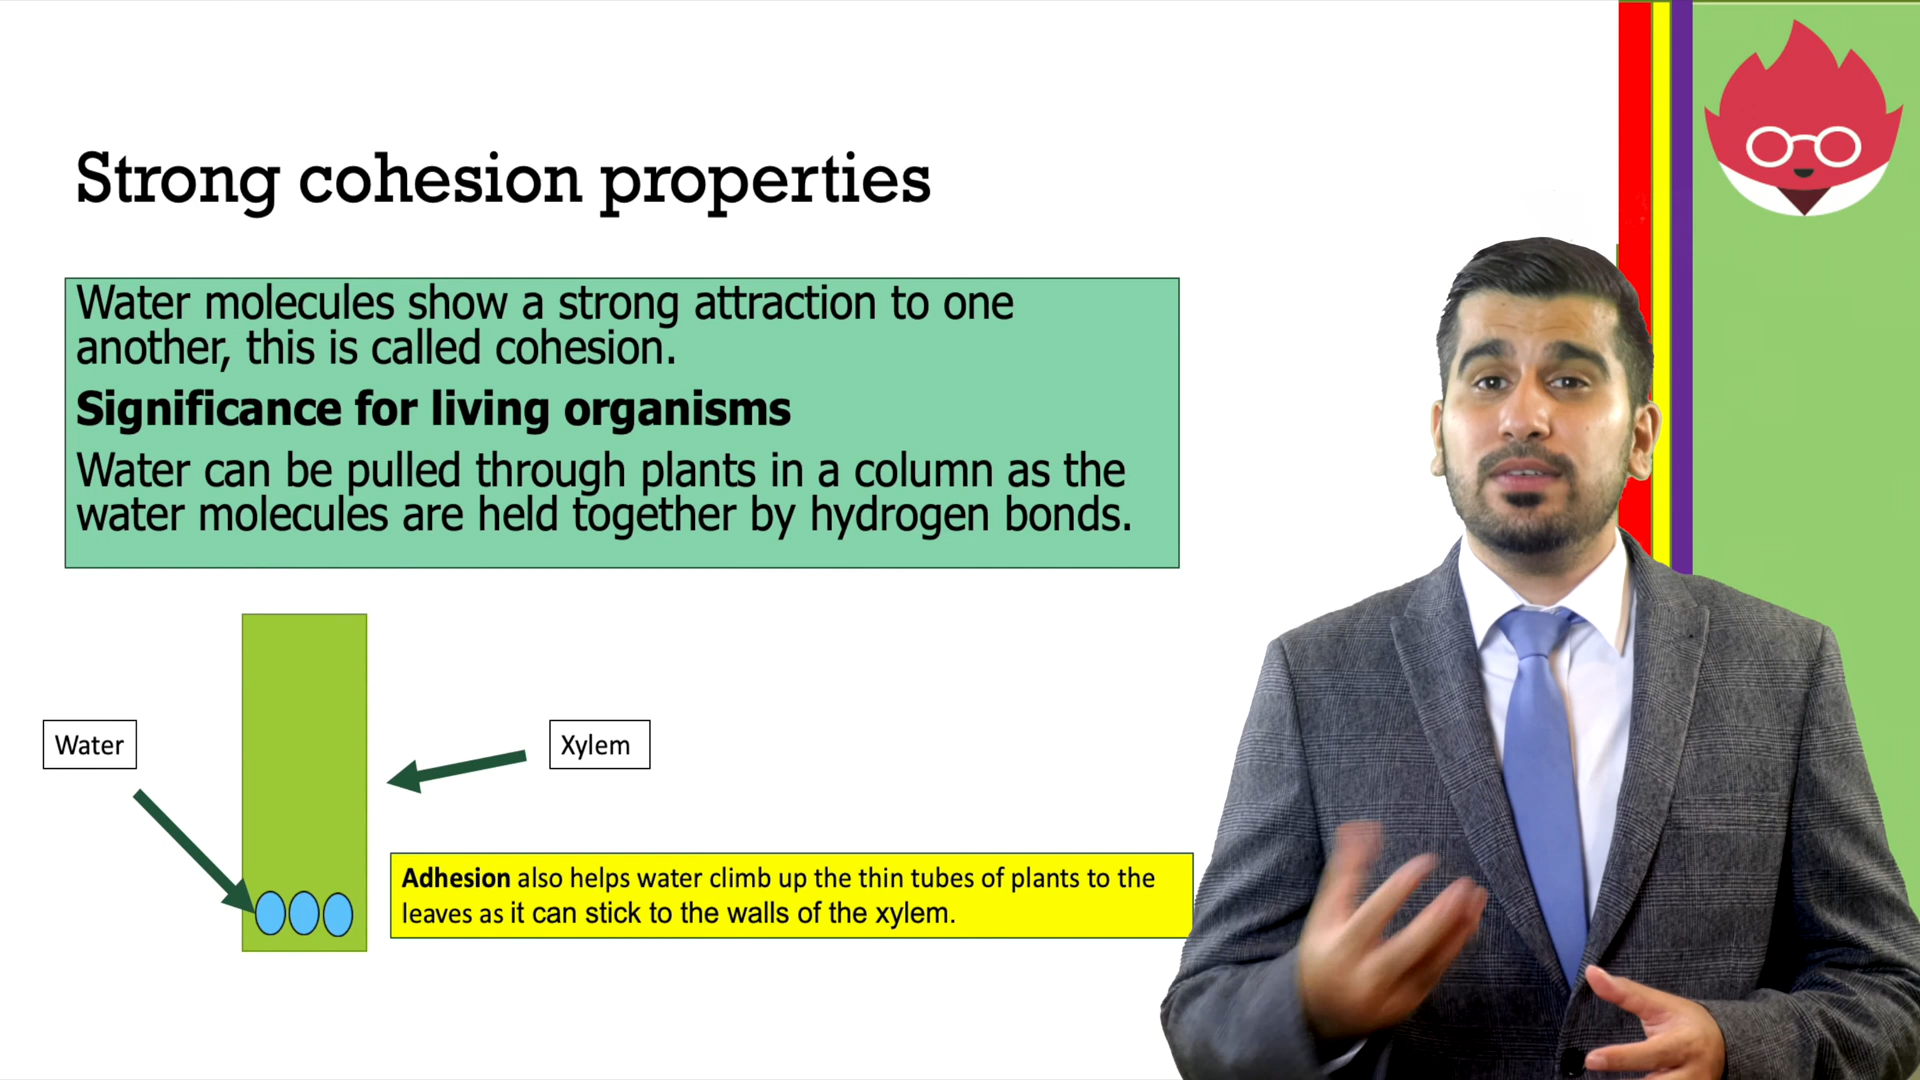 Strong cohesion properties
Water molecules show a strong attraction to one
another, this is called cohesion.
Significance for living organisms
Water can be pulled through plants in a column as the
water molecules are held together by hydrogen bonds.
Water
Xylem
Adhesion also helps water climb up the thin tubes of plants to the
leaves as it can stick to the walls of the xylem.